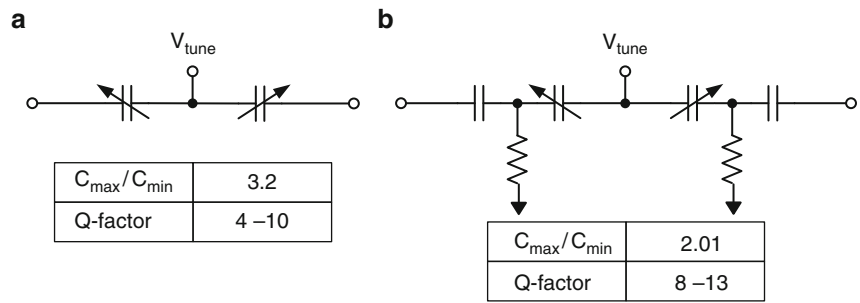 a
V_tune
C_max/C_min 3.2
Q-factor 4 –10
b
V_tune
C_max/C_min 2.01
Q-factor 8 –13